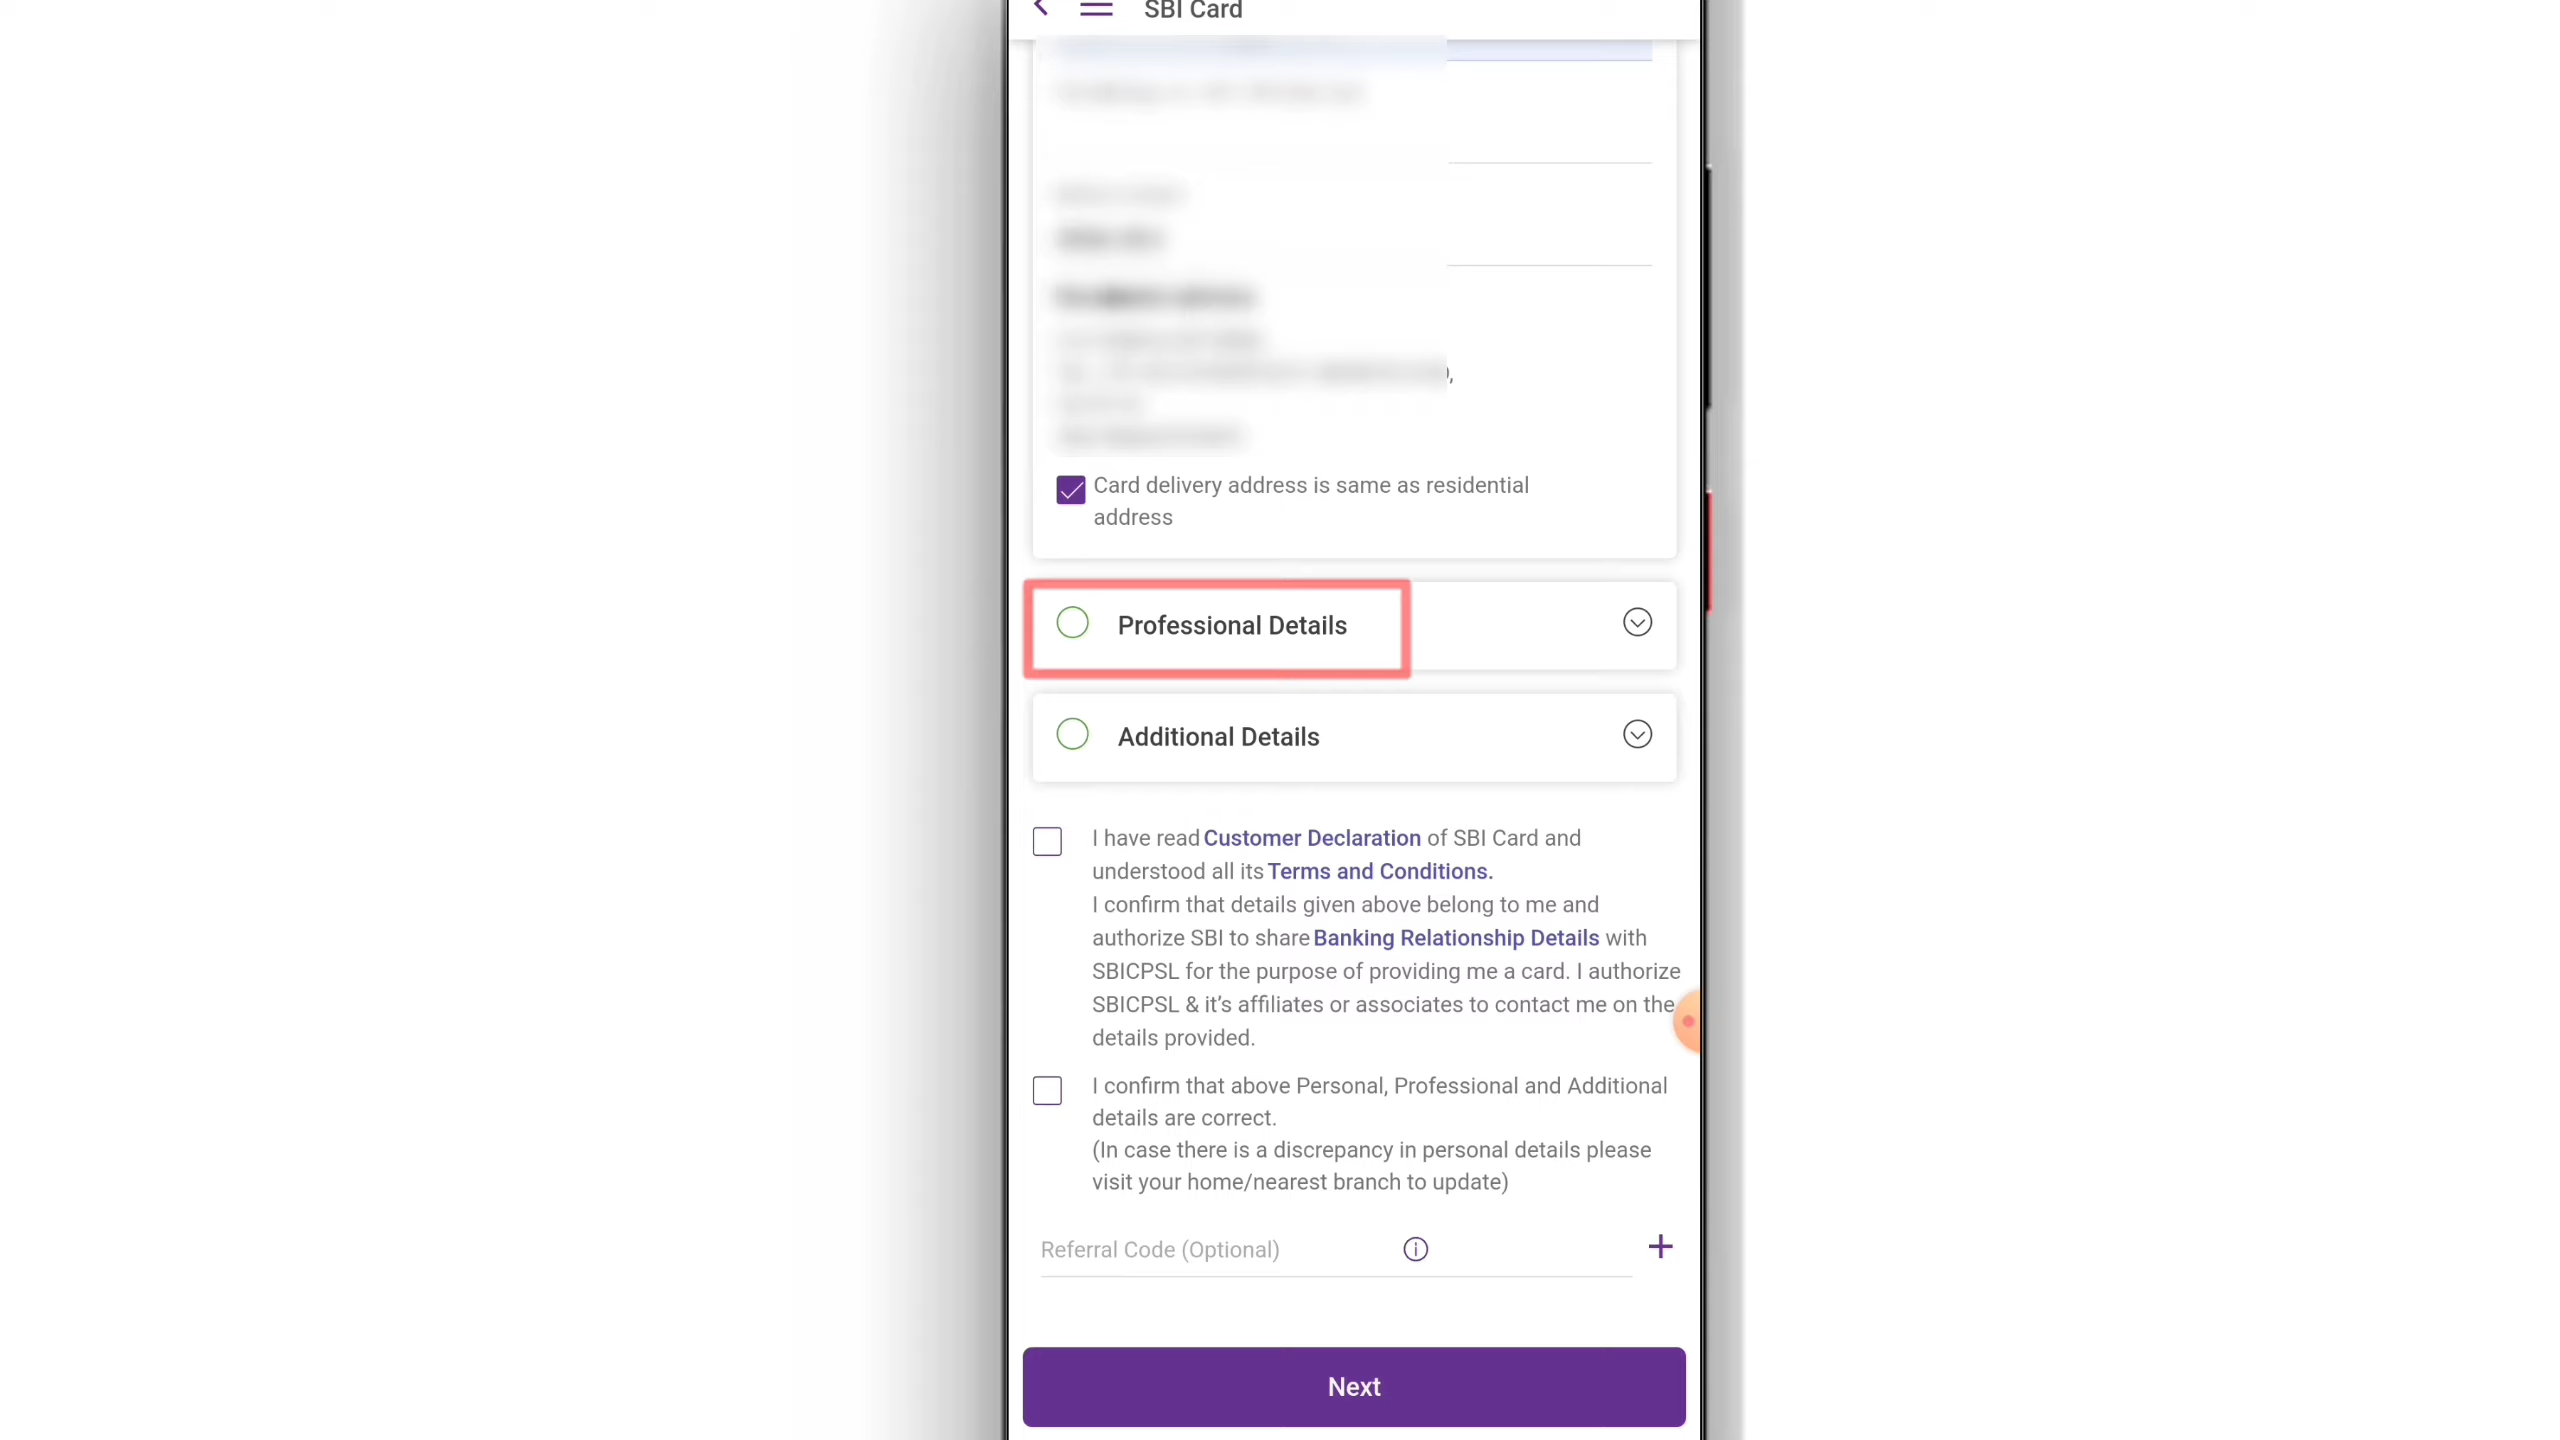 SBI Card
Card delivery address is same as residential
address
Professional Details
Additional Details
I have read Customer Declaration of SBI Card and
understood all its Terms and Conditions.
I confirm that details given above belong to me and
authorize SBI to share Banking Relationship Details with
SBICPSL for the purpose of providing me a card. I authorize
SBICPSL & it's affiliates or associates to contact me on the
details provided.
I confirm that above Personal, Professional and Additional
details are correct.
(In case there is a discrepancy in personal details please
visit your home/nearest branch to update)
Referral Code (Optional)
Next